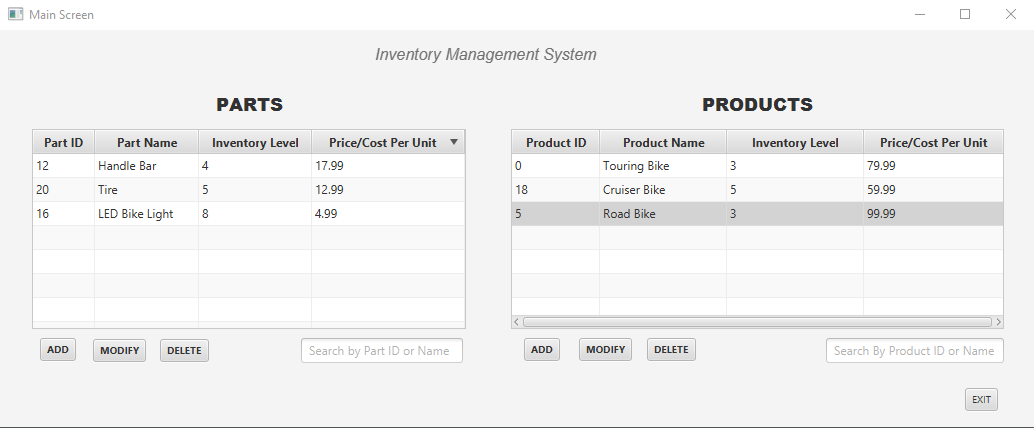 Main Screen
Inventory Management System
PARTS
Part ID Part Name Inventory Level Price/Cost Per Unit
12 Handle Bar 4 17.99
20 Tire 5 12.99
16 LED Bike Light 8 4.99
ADD MODIFY DELETE Search by Part ID or Name
PRODUCTS
Product ID Product Name Inventory Level Price/Cost Per Unit
0 Touring Bike 3 79.99
18 Cruiser Bike 5 59.99
5 Road Bike 3 99.99
ADD MODIFY DELETE Search By Product ID or Name
EXIT